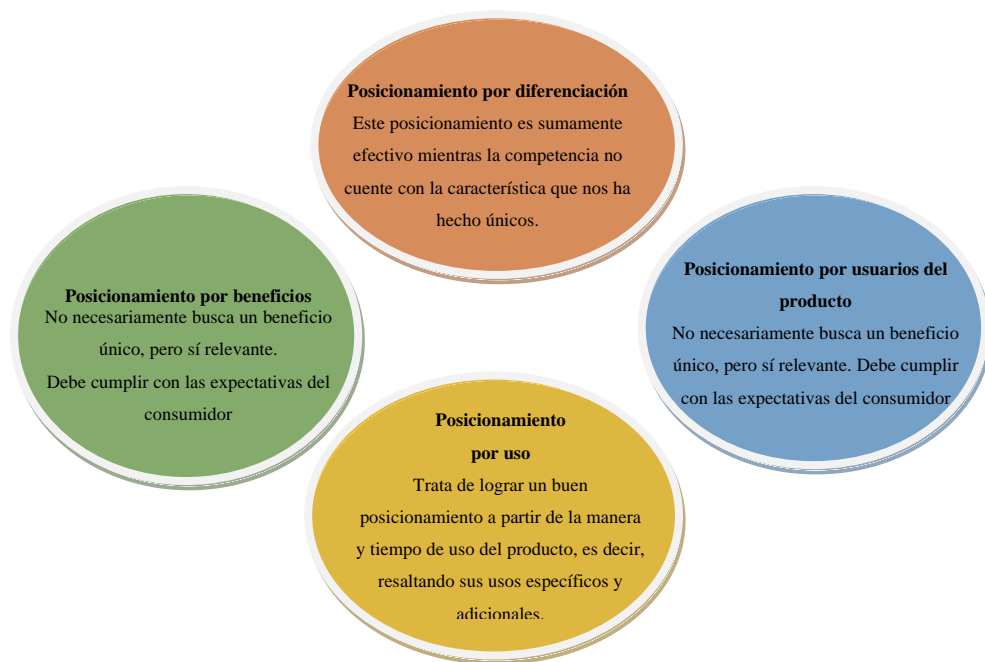 Posicionamiento por diferenciación
Este posicionamiento es sumamente
efectivo mientras la competencia no
cuente con la característica que nos ha
hecho únicos.
Posicionamiento por beneficios
No necesariamente busca un beneficio
único, pero sí relevante.
Debe cumplir con las expectativas del
consumidor
Posicionamiento por usuarios del
producto
No necesariamente busca un beneficio
único, pero sí relevante. Debe cumplir
con las expectativas del consumidor
Posicionamiento
por uso
Trata de lograr un buen
posicionamiento a partir de la manera
y tiempo de uso del producto, es decir,
resaltando sus usos específicos y
adicionales.